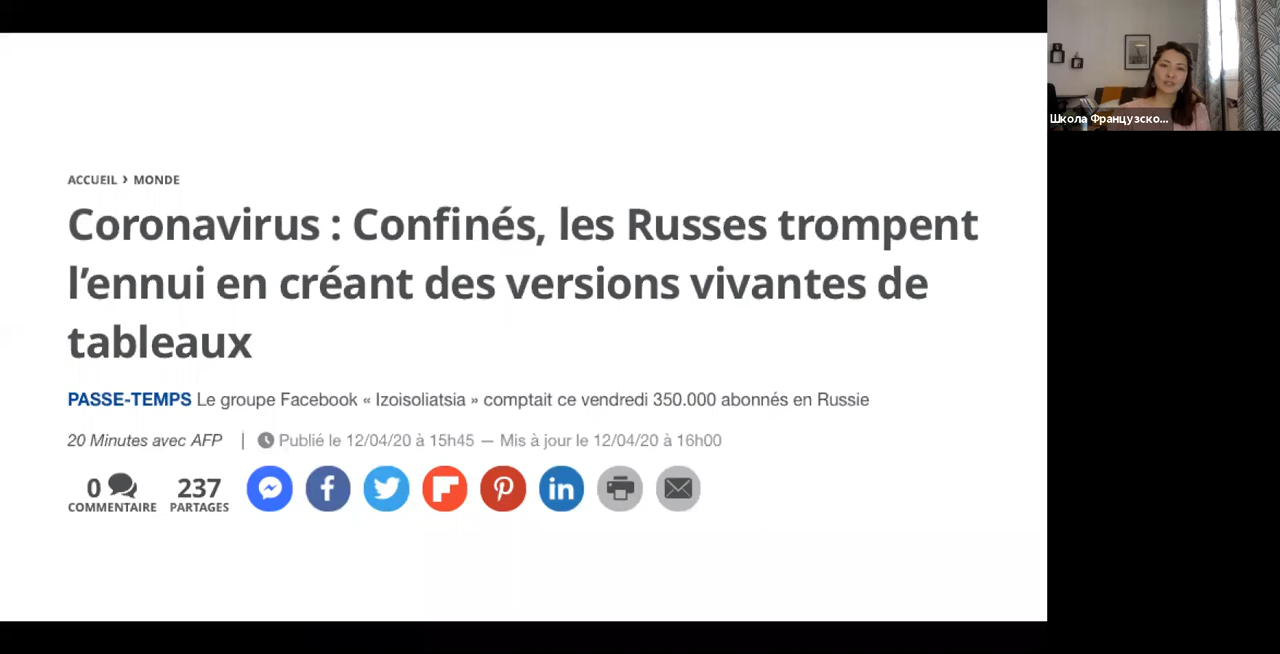 ACCUEIL › MONDE
Coronavirus : Confinés, les Russes trompent
l’ennui en créant des versions vivantes de
tableaux
PASSE-TEMPS Le groupe Facebook « Izoisoliatsia » comptait ce vendredi 350.000 abonnés en Russie
20 Minutes avec AFP | Publié le 12/04/20 à 15h45 — Mis à jour le 12/04/20 à 16h00
0 237
COMMENTAIRE PARTAGES
Школа Французско...